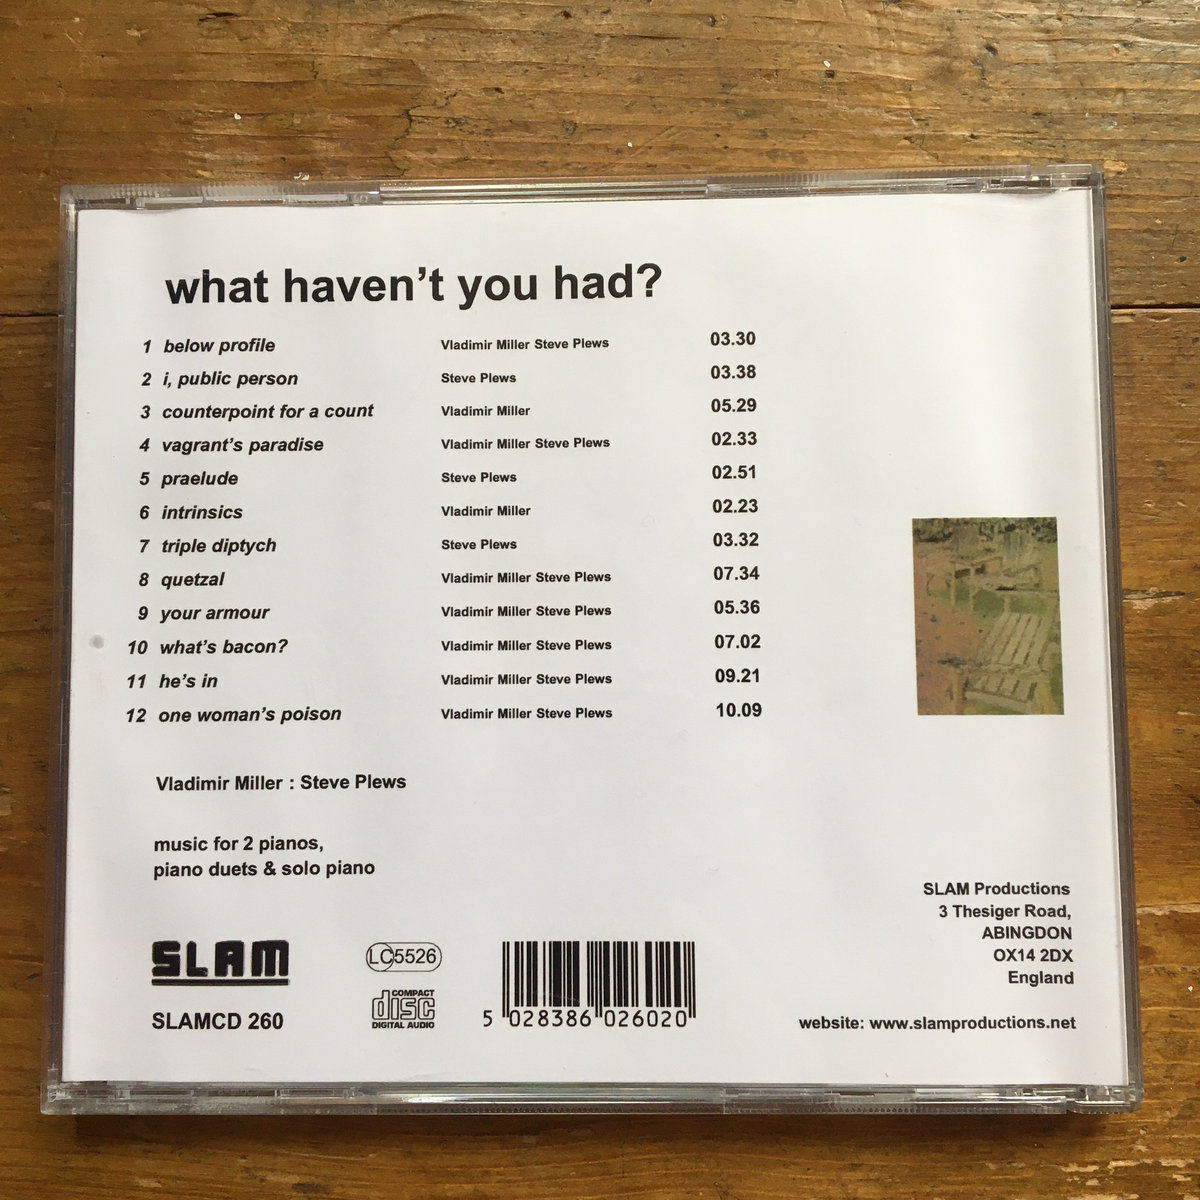 what haven't you had?
1 below profile Vladimir Miller Steve Plews 03.30
2 i, public person Steve Plews 03.38
3 counterpoint for a count Vladimir Miller 05.29
4 vagrant's paradise Vladimir Miller Steve Plews 02.33
5 praelude Steve Plews 02.51
6 intrinsics Vladimir Miller 02.23
7 triple diptych Steve Plews 03.32
8 quetzal Vladimir Miller Steve Plews 07.34
9 your armour Vladimir Miller Steve Plews 05.36
10 what's bacon? Vladimir Miller Steve Plews 07.02
11 he's in Vladimir Miller Steve Plews 09.21
12 one woman's poison Vladimir Miller Steve Plews 10.09
Vladimir Miller : Steve Plews
music for 2 pianos,
piano duets & solo piano
SLAM Productions
3 Thesiger Road,
ABINGDON
OX14 2DX
England
SLAM
LC5526
COMPACT
disc
DIGITAL AUDIO
SLAMCD 260
5 028386 026020
website: www.slamproductions.net